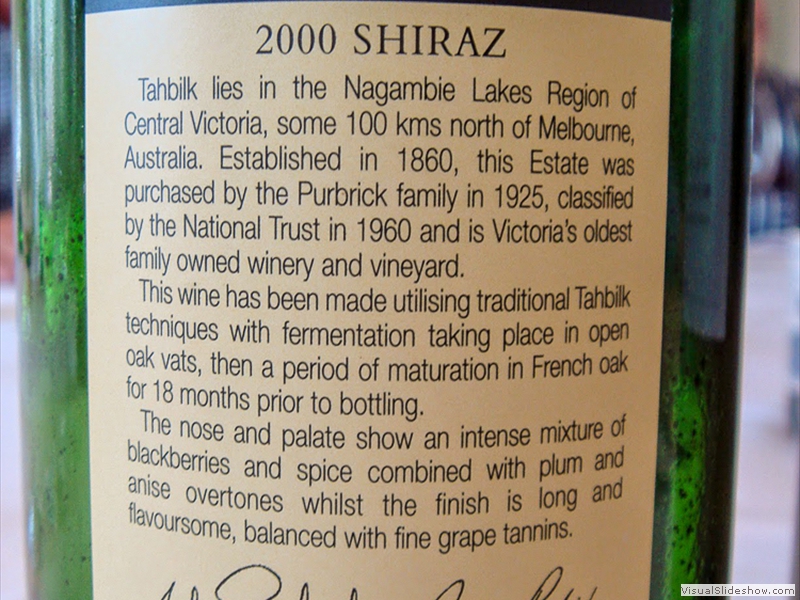 2000 SHIRAZ
Tahbilk lies in the Nagambie Lakes Region of
Central Victoria, some 100 kms north of Melbourne,
Australia. Established in 1860, this Estate was
purchased by the Purbrick family in 1925, classified
by the National Trust in 1960 and is Victoria's oldest
family owned winery and vineyard.
This wine has been made utilising traditional Tahbilk
techniques with fermentation taking place in open
oak vats, then a period of maturation in French oak
for 18 months prior to bottling.
The nose and palate show an intense mixture of
blackberries and spice combined with plum and
anise overtones whilst the finish is long and
flavoursome, balanced with fine grape tannins.
VisualSlideshow.com